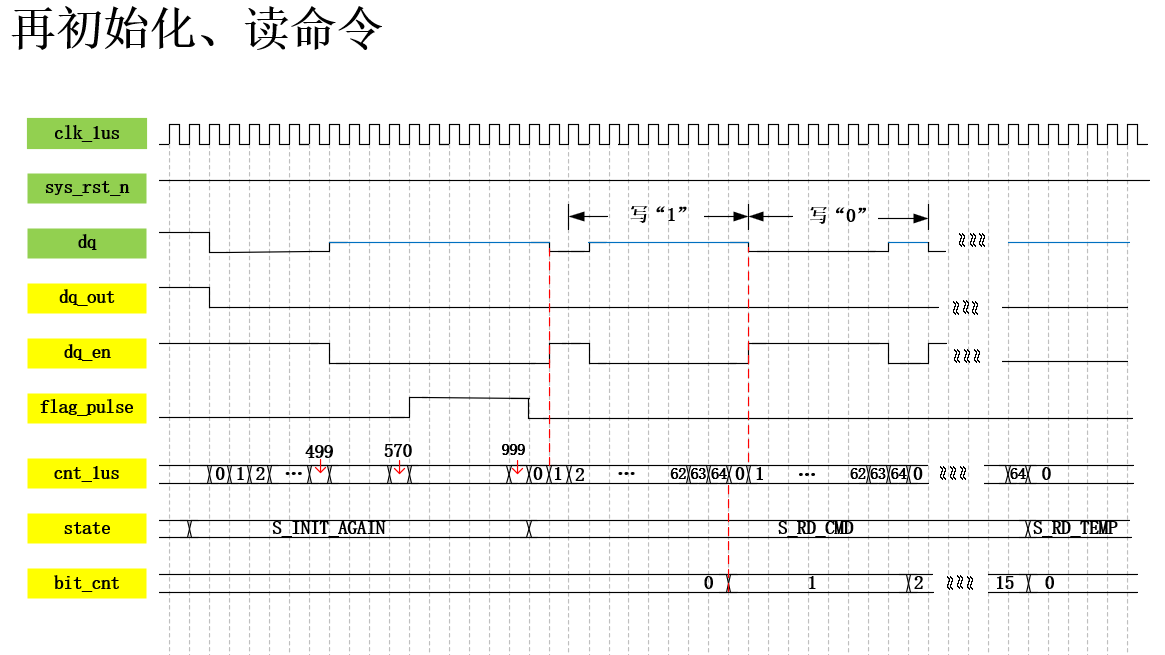 再初始化、读命令
clk_1us
sys_rst_n
写“1” 写“0”
dq
dq_out
dq_en
flag_pulse
499 570 999
cnt_1us 0 1 2 ··· 0 1 2 ··· 62 63 64 0 1 ··· 62 63 64 0 64 0
state S_INIT_AGAIN S_RD_CMD S_RD_TEMP
bit_cnt 0 1 2 15 0